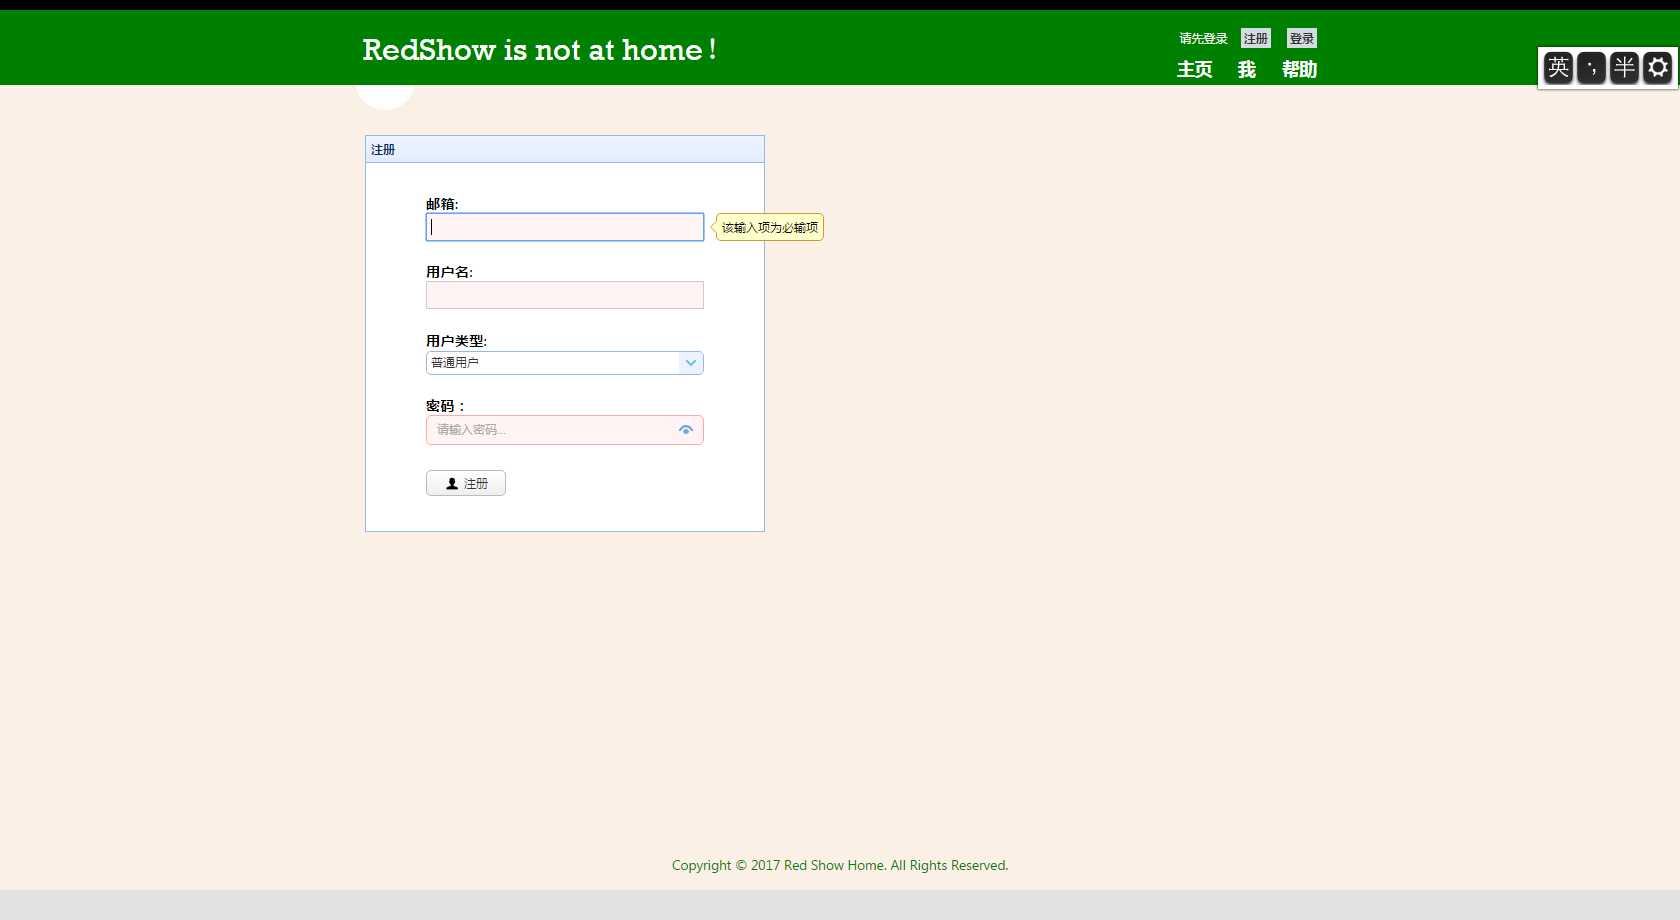 RedShow is not at home！
请先登录 注册 登录
主页 我 帮助
英 ·, 半
注册
邮箱:
该输入项为必输项
用户名:
用户类型:
普通用户
密码：
请输入密码...
注册
Copyright © 2017 Red Show Home. All Rights Reserved.